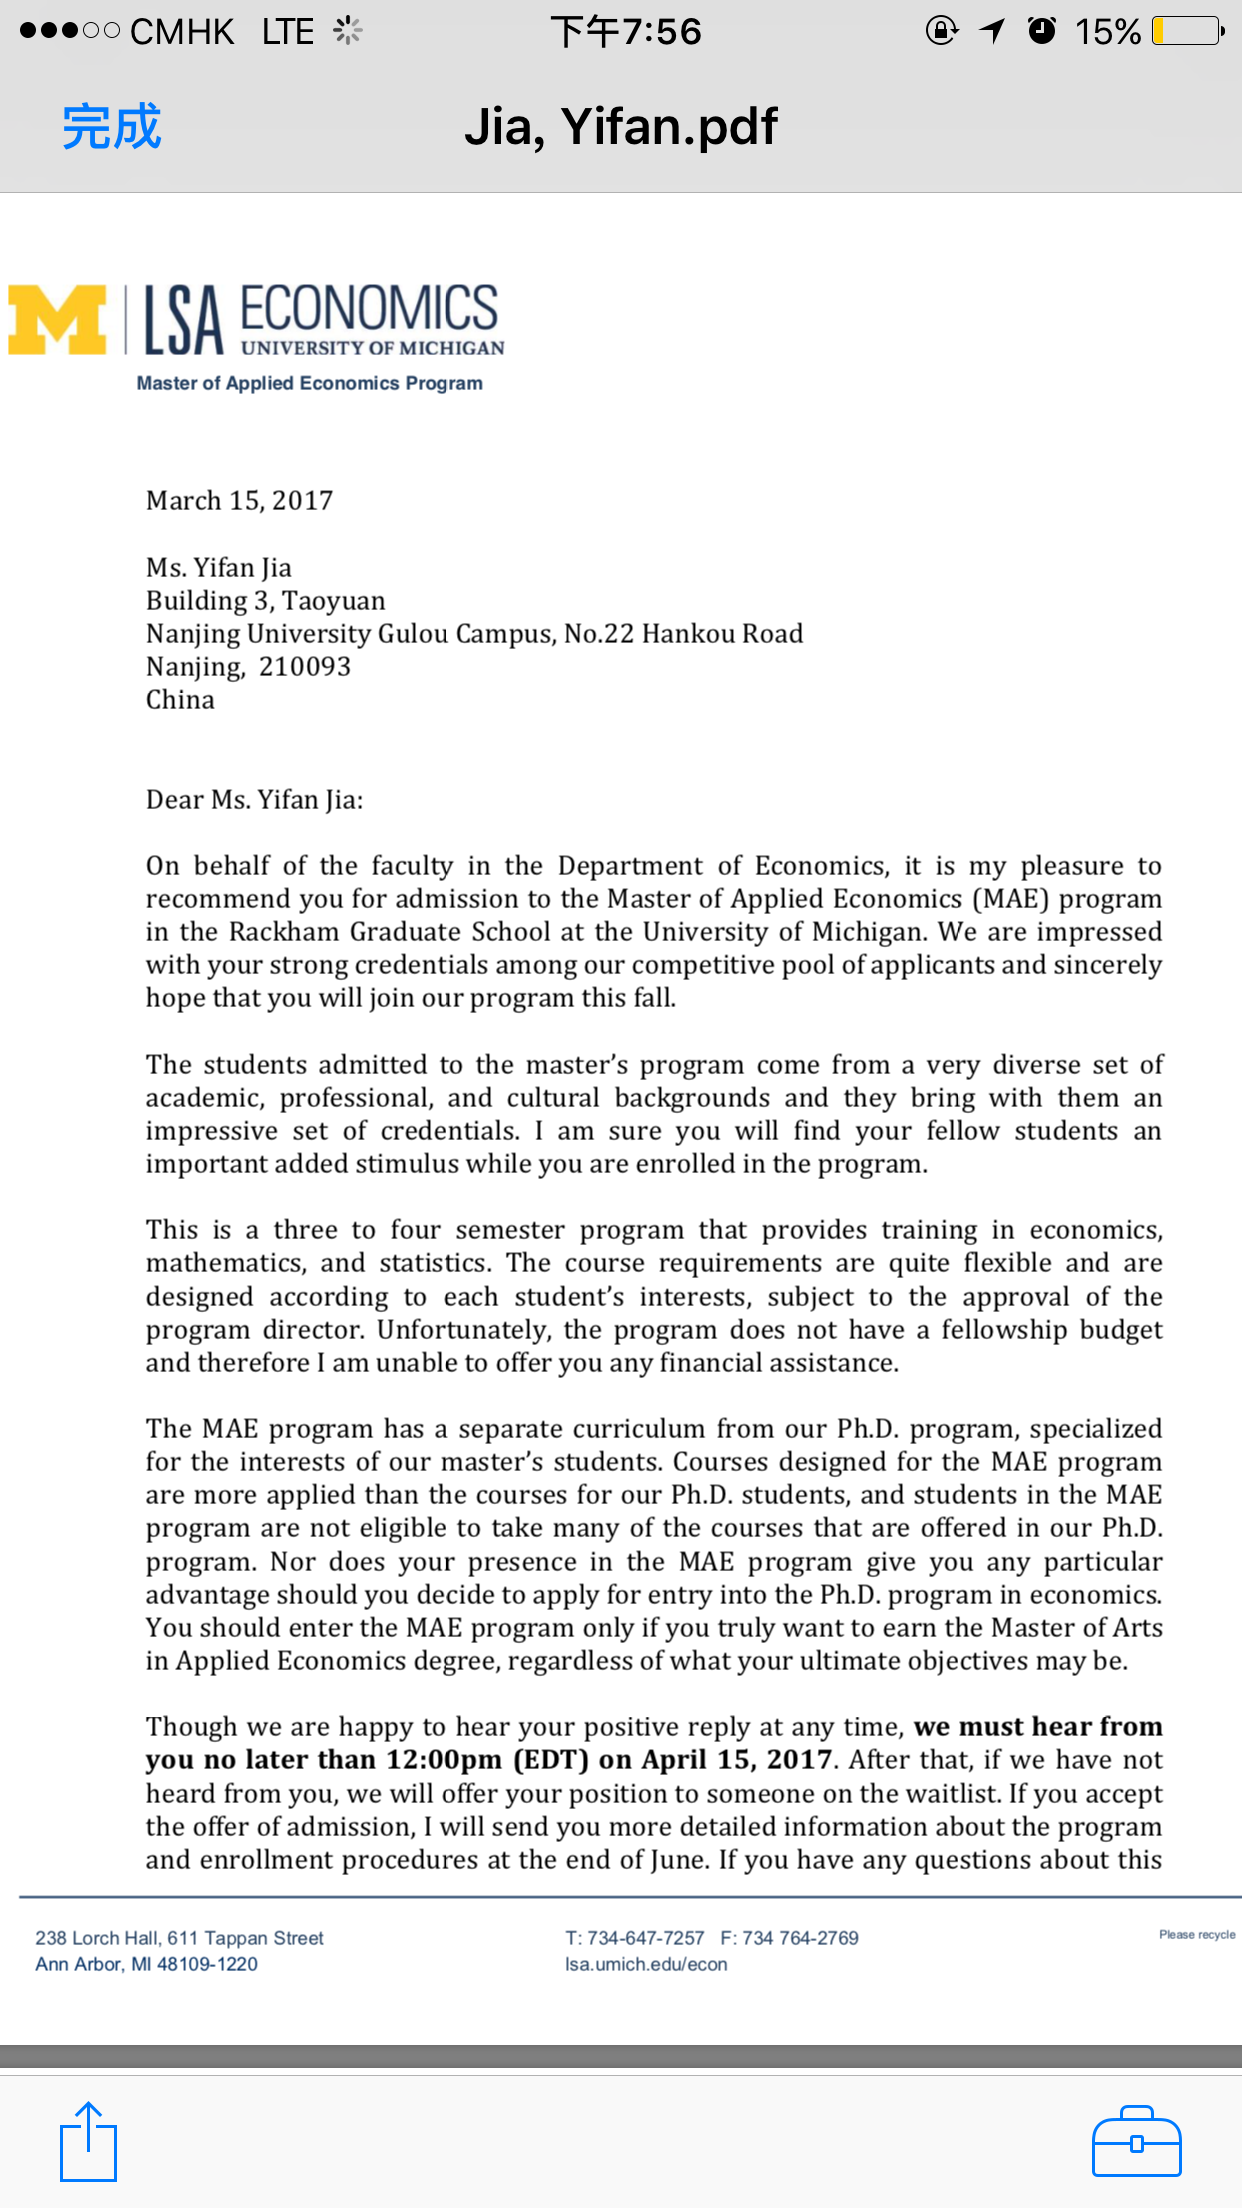 CMHK LTE 下午7:56 15%
完成 Jia, Yifan.pdf
M LSA ECONOMICS
UNIVERSITY OF MICHIGAN
Master of Applied Economics Program
March 15, 2017
Ms. Yifan Jia
Building 3, Taoyuan
Nanjing University Gulou Campus, No.22 Hankou Road
Nanjing, 210093
China
Dear Ms. Yifan Jia:
On behalf of the faculty in the Department of Economics, it is my pleasure to
recommend you for admission to the Master of Applied Economics (MAE) program
in the Rackham Graduate School at the University of Michigan. We are impressed
with your strong credentials among our competitive pool of applicants and sincerely
hope that you will join our program this fall.
The students admitted to the master’s program come from a very diverse set of
academic, professional, and cultural backgrounds and they bring with them an
impressive set of credentials. I am sure you will find your fellow students an
important added stimulus while you are enrolled in the program.
This is a three to four semester program that provides training in economics,
mathematics, and statistics. The course requirements are quite flexible and are
designed according to each student’s interests, subject to the approval of the
program director. Unfortunately, the program does not have a fellowship budget
and therefore I am unable to offer you any financial assistance.
The MAE program has a separate curriculum from our Ph.D. program, specialized
for the interests of our master’s students. Courses designed for the MAE program
are more applied than the courses for our Ph.D. students, and students in the MAE
program are not eligible to take many of the courses that are offered in our Ph.D.
program. Nor does your presence in the MAE program give you any particular
advantage should you decide to apply for entry into the Ph.D. program in economics.
You should enter the MAE program only if you truly want to earn the Master of Arts
in Applied Economics degree, regardless of what your ultimate objectives may be.
Though we are happy to hear your positive reply at any time, we must hear from
you no later than 12:00pm (EDT) on April 15, 2017. After that, if we have not
heard from you, we will offer your position to someone on the waitlist. If you accept
the offer of admission, I will send you more detailed information about the program
and enrollment procedures at the end of June. If you have any questions about this
238 Lorch Hall, 611 Tappan Street T: 734-647-7257 F: 734 764-2769 Please recycle
Ann Arbor, MI 48109-1220 lsa.umich.edu/econ